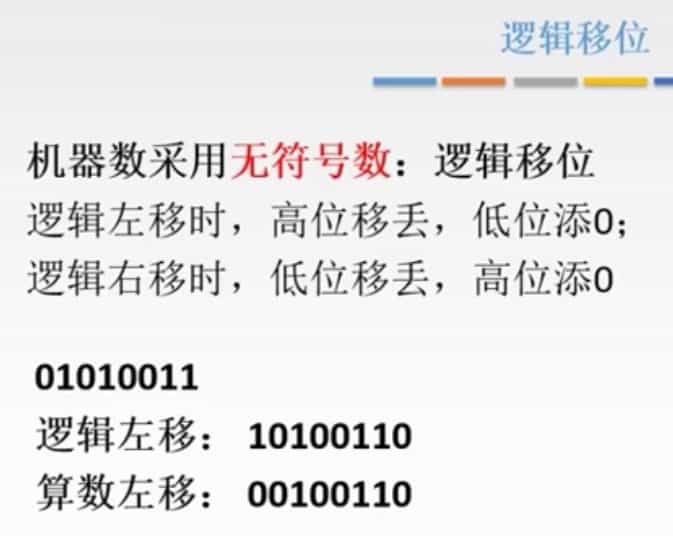 逻辑移位
机器数采用无符号数：逻辑移位
逻辑左移时，高位移丢，低位添0；
逻辑右移时，低位移丢，高位添0
01010011
逻辑左移： 10100110
算数左移： 00100110